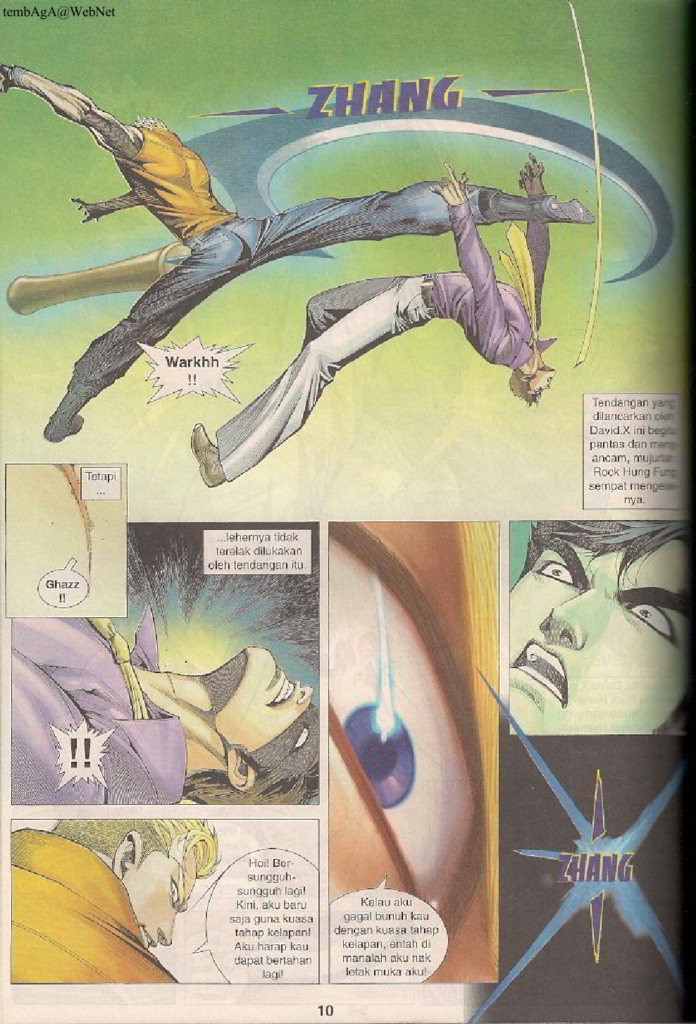 tembAgA@WebNet
ZHANG
Warkhh
!!
Tendangan yang
dilancarkan oleh
David.X ini begitu
pantas dan meng-
ancam, mujurlah
Rock Hung Fung
sempat mengelak-
nya.
Tetapi
...
Ghazz
!!
...lehernya tidak
terelak dilukakan
oleh tendangan itu.
!!
Hoi! Ber-
sungguh-
sungguh lagi!
Kini, aku baru
saja guna kuasa
tahap kelapan!
Aku harap kau
dapat bertahan
lagi!
Kalau aku
gagal bunuh kau
dengan kuasa tahap
kelapan, entah di
manalah aku nak
letak muka aku!
ZHANG
10